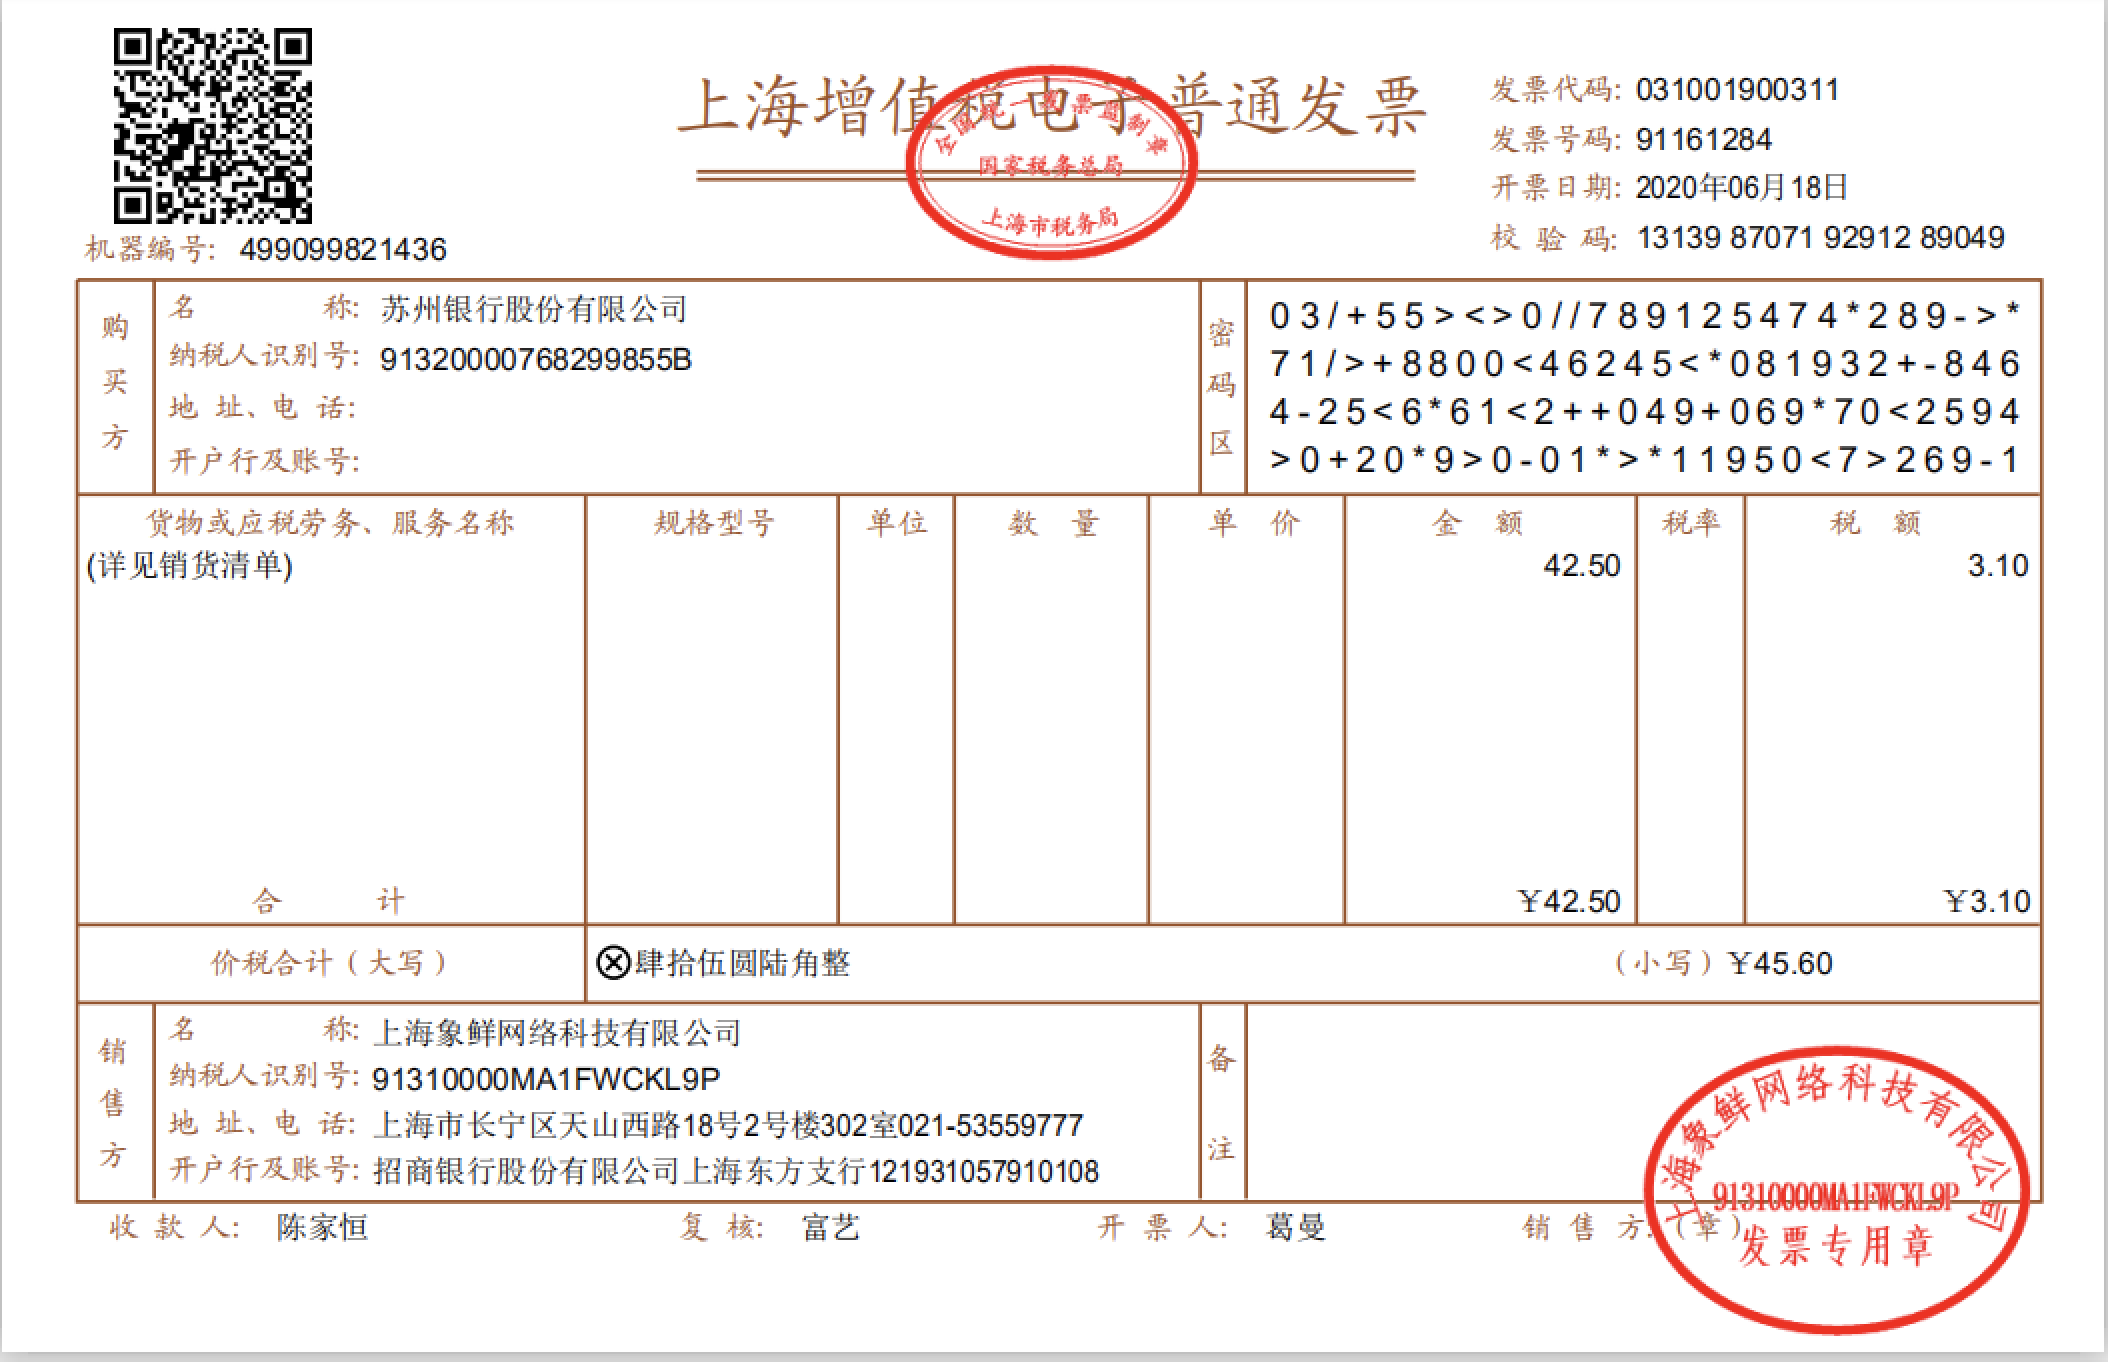 上海增值税电子普通发票
全国统一发票监制章
国家税务总局
上海市税务局
发票代码: 031001900311
发票号码: 91161284
开票日期: 2020年06月18日
校验码: 13139 87071 92912 89049
机器编号: 499099821436
购买方
名称: 苏州银行股份有限公司
纳税人识别号: 91320000768299855B
地址、电话:
开户行及账号:
密码区
03/+55><>0//789125474*289->*
71/>+8800<46245<*081932+-846
4-25<6*61<2++049+069*70<2594
>0+20*9>0-01*>*11950<7>269-1
货物或应税劳务、服务名称 规格型号 单位 数量 单价 金额 税率 税额
(详见销货清单) 42.50 3.10
合计 ¥42.50 ¥3.10
价税合计（大写） ⊗肆拾伍圆陆角整 （小写）¥45.60
销售方
名称: 上海象鲜网络科技有限公司
纳税人识别号: 91310000MA1FWCKL9P
地址、电话: 上海市长宁区天山西路18号2号楼302室021-53559777
开户行及账号: 招商银行股份有限公司上海东方支行121931057910108
备注
收款人: 陈家恒 复核: 富艺 开票人: 葛曼 销售方:（章）
上海象鲜网络科技有限公司
91310000MA1FWCKL9P
发票专用章